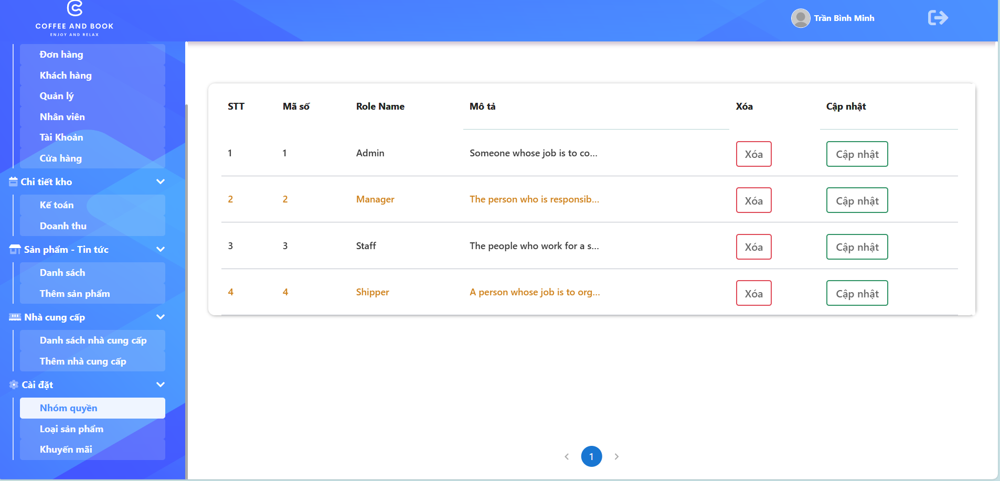 COFFEE AND BOOK
ENJOY AND RELAX
Trần Bình Minh
Đơn hàng
Khách hàng
Quản lý
Nhân viên
Tài Khoản
Cửa hàng
Chi tiết kho
Kế toán
Doanh thu
Sản phẩm - Tin tức
Danh sách
Thêm sản phẩm
Nhà cung cấp
Danh sách nhà cung cấp
Thêm nhà cung cấp
Cài đặt
Nhóm quyền
Loại sản phẩm
Khuyến mãi
STT Mã số Role Name Mô tả Xóa Cập nhật
1 1 Admin Someone whose job is to co... Xóa Cập nhật
2 2 Manager The person who is responsib... Xóa Cập nhật
3 3 Staff The people who work for a s... Xóa Cập nhật
4 4 Shipper A person whose job is to org... Xóa Cập nhật
1